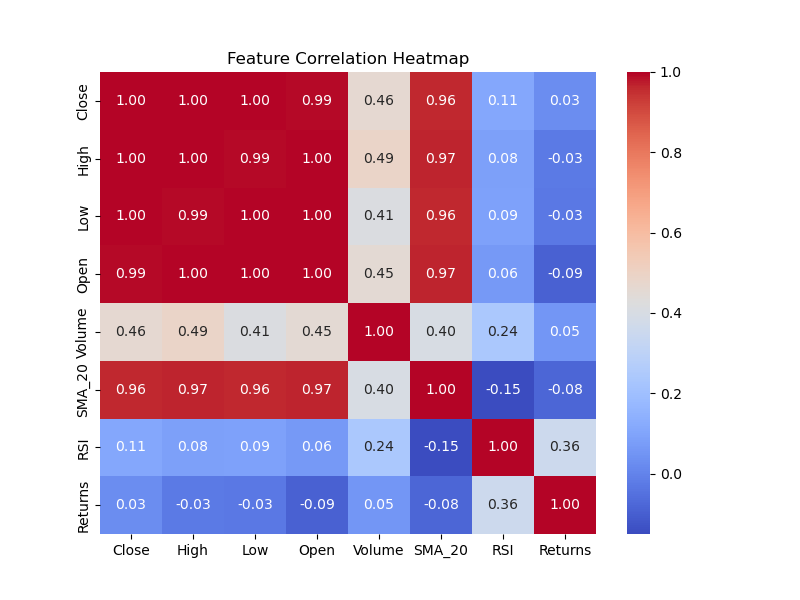 Feature Correlation Heatmap
Close 1.00 1.00 1.00 0.99 0.46 0.96 0.11 0.03
High 1.00 1.00 0.99 1.00 0.49 0.97 0.08 -0.03
Low 1.00 0.99 1.00 1.00 0.41 0.96 0.09 -0.03
Open 0.99 1.00 1.00 1.00 0.45 0.97 0.06 -0.09
Volume 0.46 0.49 0.41 0.45 1.00 0.40 0.24 0.05
SMA_20 0.96 0.97 0.96 0.97 0.40 1.00 -0.15 -0.08
RSI 0.11 0.08 0.09 0.06 0.24 -0.15 1.00 0.36
Returns 0.03 -0.03 -0.03 -0.09 0.05 -0.08 0.36 1.00
Close High Low Open Volume SMA_20 RSI Returns
1.0
0.8
0.6
0.4
0.2
0.0